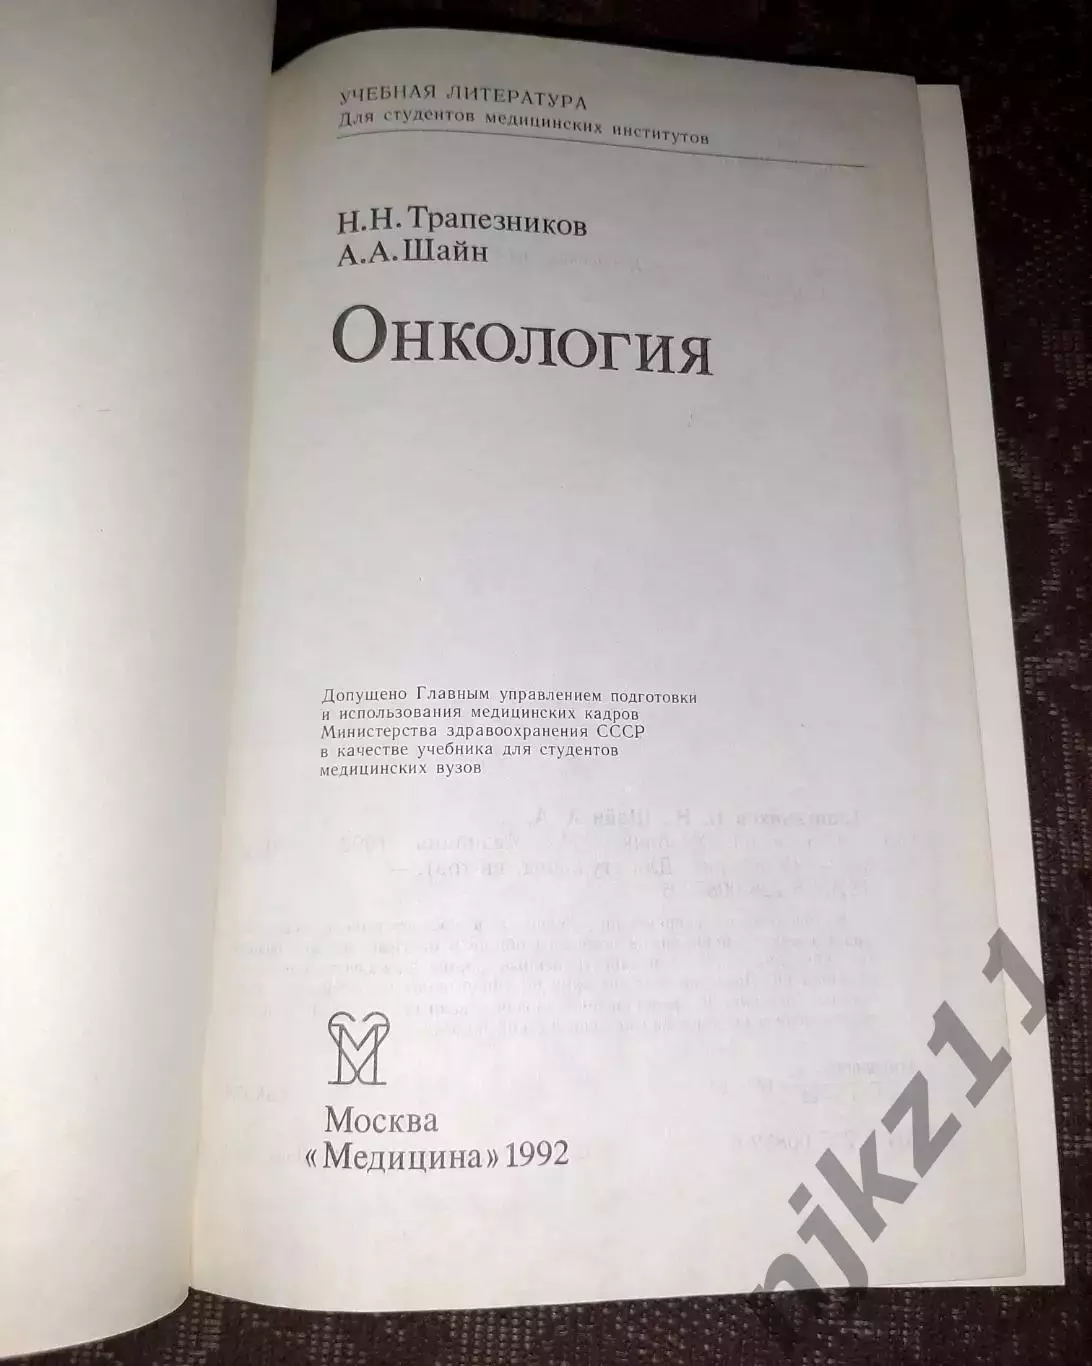 УЧЕБНАЯ ЛИТЕРАТУРА
Для студентов медицинских институтов
Н.Н.Трапезников
А.А.Шайн
Онкология
Допущено Главным управлением подготовки
и использования медицинских кадров
Министерства здравоохранения СССР
в качестве учебника для студентов
медицинских вузов
Москва
«Медицина» 1992
njkz11